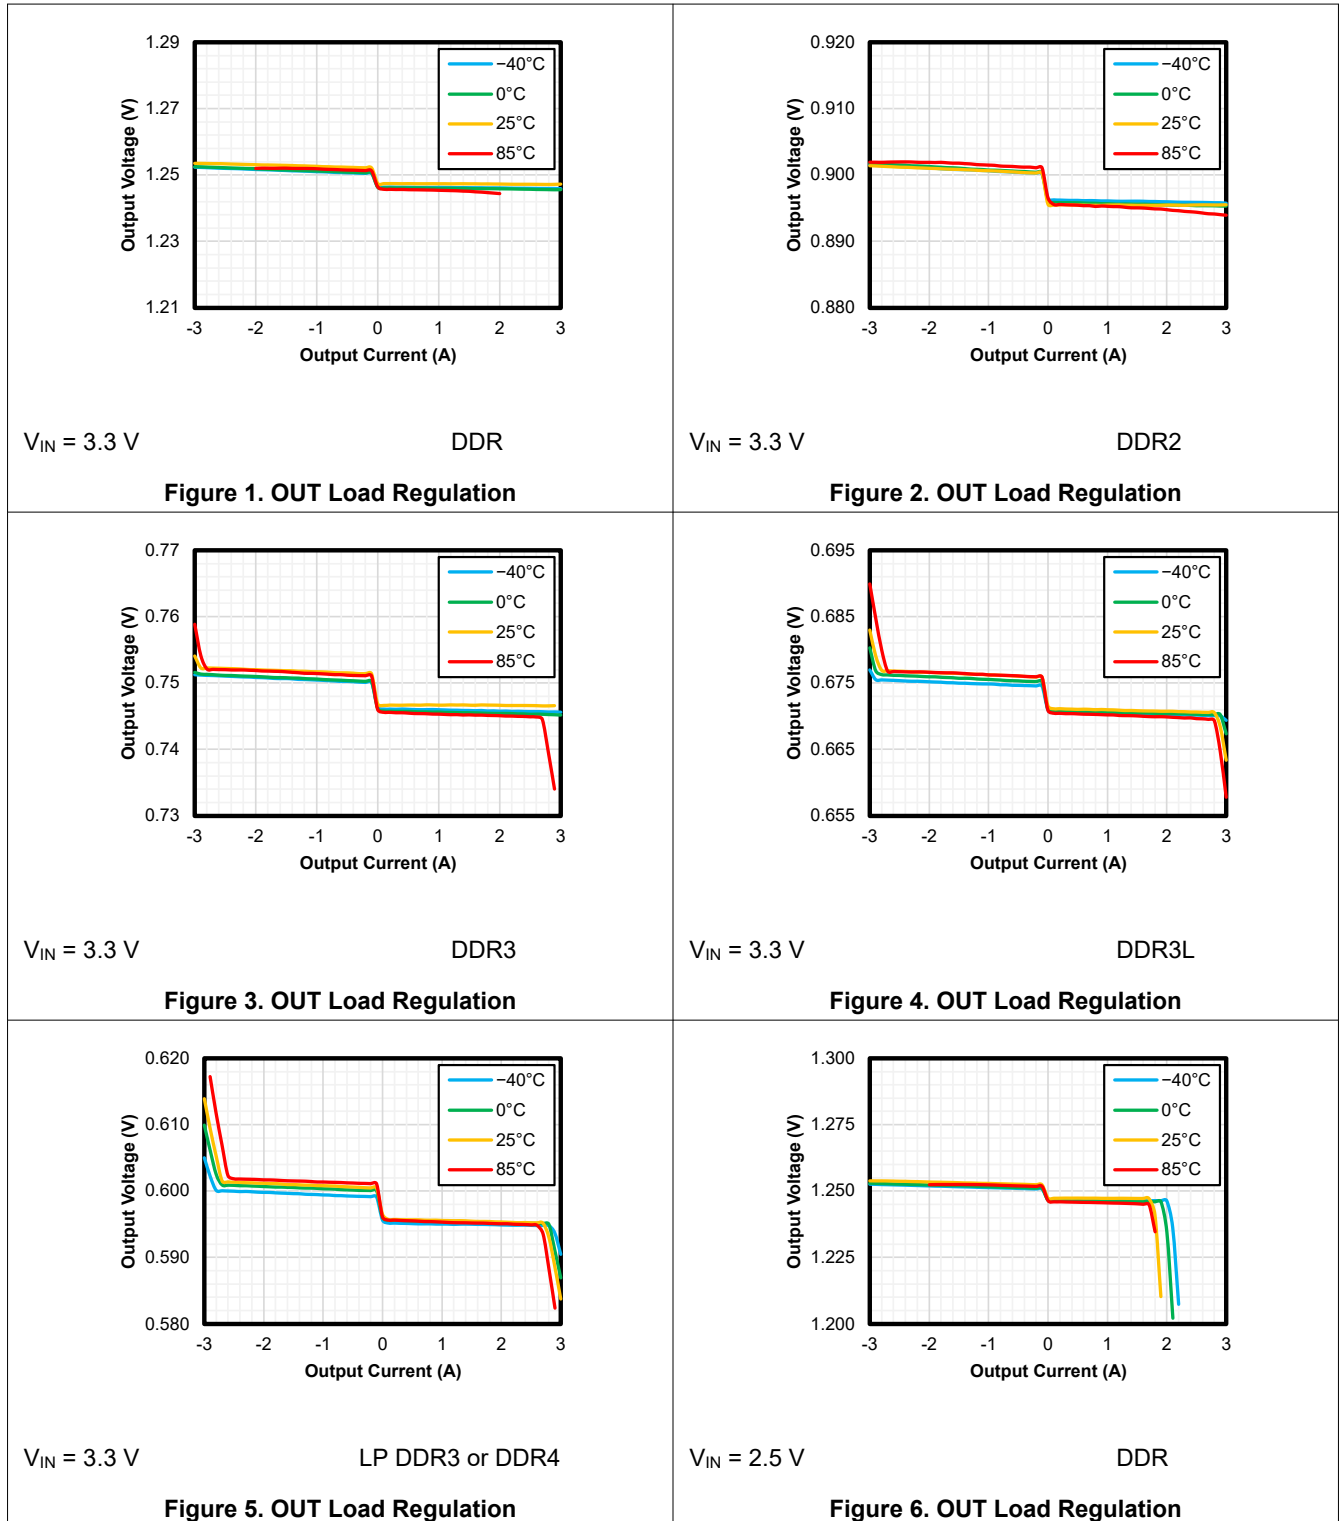 1.29
1.27
1.25
1.23
1.21
Output Voltage (V)
−40°C
0°C
25°C
85°C
-3 -2 -1 0 1 2 3
Output Current (A)
V_IN = 3.3 V DDR
Figure 1. OUT Load Regulation
0.920
0.910
0.900
0.890
0.880
Output Voltage (V)
−40°C
0°C
25°C
85°C
-3 -2 -1 0 1 2 3
Output Current (A)
V_IN = 3.3 V DDR2
Figure 2. OUT Load Regulation
0.77
0.76
0.75
0.74
0.73
Output Voltage (V)
−40°C
0°C
25°C
85°C
-3 -2 -1 0 1 2 3
Output Current (A)
V_IN = 3.3 V DDR3
Figure 3. OUT Load Regulation
0.695
0.685
0.675
0.665
0.655
Output Voltage (V)
−40°C
0°C
25°C
85°C
-3 -2 -1 0 1 2 3
Output Current (A)
V_IN = 3.3 V DDR3L
Figure 4. OUT Load Regulation
0.620
0.610
0.600
0.590
0.580
Output Voltage (V)
−40°C
0°C
25°C
85°C
-3 -2 -1 0 1 2 3
Output Current (A)
V_IN = 3.3 V LP DDR3 or DDR4
Figure 5. OUT Load Regulation
1.300
1.275
1.250
1.225
1.200
Output Voltage (V)
−40°C
0°C
25°C
85°C
-3 -2 -1 0 1 2 3
Output Current (A)
V_IN = 2.5 V DDR
Figure 6. OUT Load Regulation